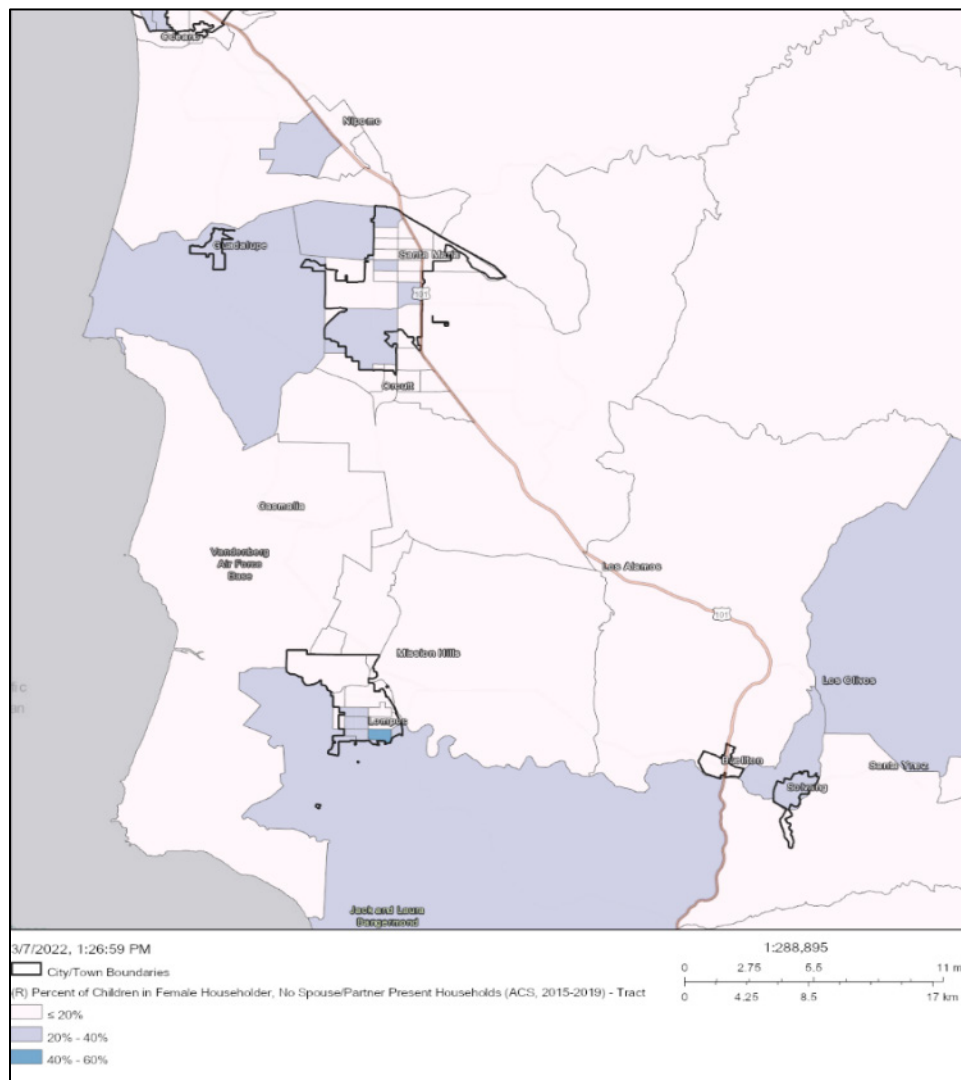 Oceano
Nipomo
Guadalupe
Santa Maria
101
Orcutt
Casmalia
Vandenberg
Air Force
Base
Los Alamos
101
Mission Hills
Los Olivos
Lompoc
Buellton
Santa Ynez
Solvang
Jack and Laura
Dangermond
3/7/2022, 1:26:59 PM
1:288,895
City/Town Boundaries
0 2.75 5.5 11 m
(R) Percent of Children in Female Householder, No Spouse/Partner Present Households (ACS, 2015-2019) - Tract
0 4.25 8.5 17 km
≤ 20%
20% - 40%
40% - 60%